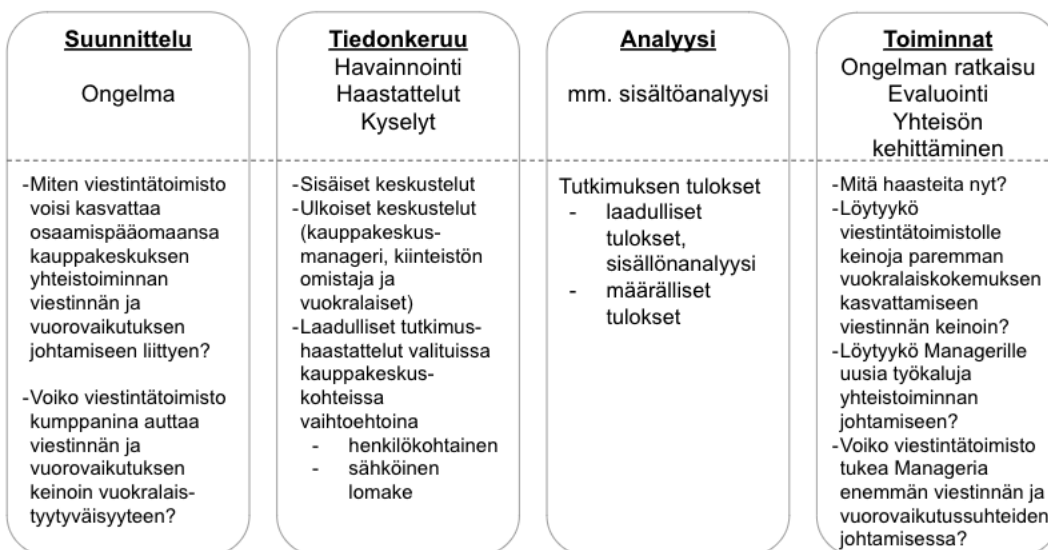 Suunnittelu
Ongelma
-Miten viestintätoimisto
voisi kasvattaa
osaamispääomaansa
kauppakeskuksen
yhteistoiminnan
viestinnän ja
vuorovaikutuksen
johtamiseen liittyen?
-Voiko viestintätoimisto
kumppanina auttaa
viestinnän ja
vuorovaikutuksen
keinoin vuokralais-
tyytyväisyyteen?
Tiedonkeruu
Havainnointi
Haastattelut
Kyselyt
-Sisäiset keskustelut
-Ulkoiset keskustelut
(kauppakeskus-
manageri, kiinteistön
omistaja ja
vuokralaiset)
-Laadulliset tutkimus-
haastattelut valituissa
kauppakeskus-
kohteissa
vaihtoehtoina
- henkilökohtainen
- sähköinen
lomake
Analyysi
mm. sisältöanalyysi
Tutkimuksen tulokset
- laadulliset
tulokset,
sisällönanalyysi
- määrälliset
tulokset
Toiminnat
Ongelman ratkaisu
Evaluointi
Yhteisön
kehittäminen
-Mitä haasteita nyt?
-Löytyykö
viestintätoimistolle
keinoja paremman
vuokralaiskokemuksen
kasvattamiseen
viestinnän keinoin?
-Löytyykö Managerille
uusia työkaluja
yhteistoiminnan
johtamiseen?
-Voiko viestintätoimisto
tukea Manageria
enemmän viestinnän ja
vuorovaikutussuhteiden
johtamisessa?